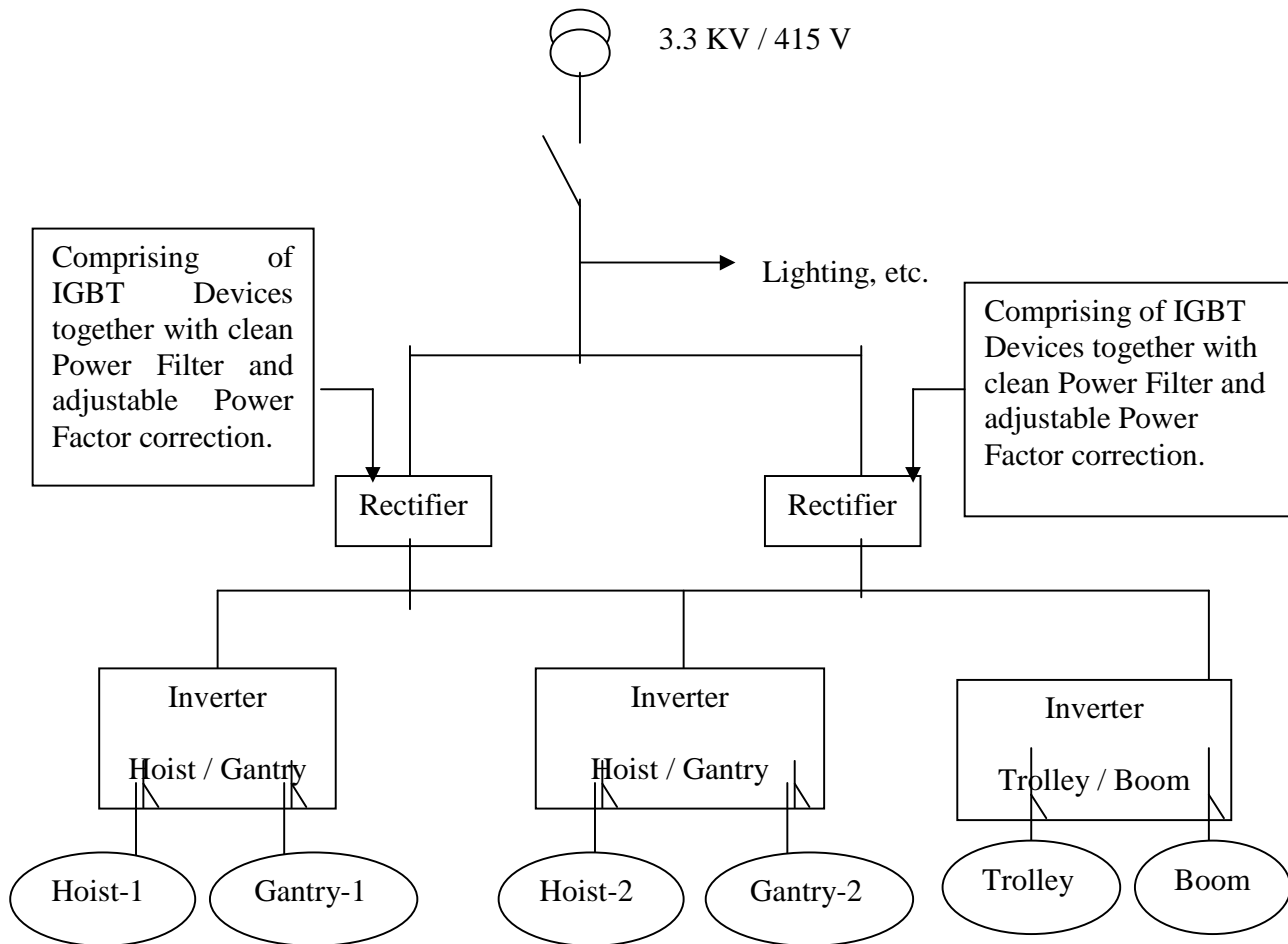 3.3 KV / 415 V
Lighting, etc.
Comprising of
IGBT Devices
together with clean
Power Filter and
adjustable Power
Factor correction.
Comprising of IGBT
Devices together with
clean Power Filter and
adjustable Power
Factor correction.
Rectifier
Rectifier
Inverter
Hoist / Gantry
Inverter
Hoist / Gantry
Inverter
Trolley / Boom
Hoist-1
Gantry-1
Hoist-2
Gantry-2
Trolley
Boom